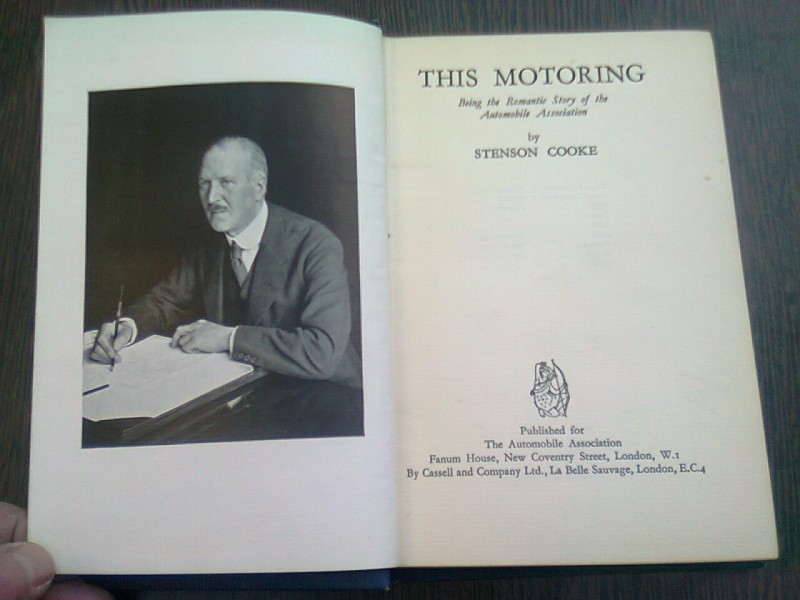 THIS MOTORING
Being the Romantic Story of the
Automobile Association
by
STENSON COOKE
Published for
The Automobile Association
Fanum House, New Coventry Street, London, W.1
By Cassell and Company Ltd., La Belle Sauvage, London, E.C.4